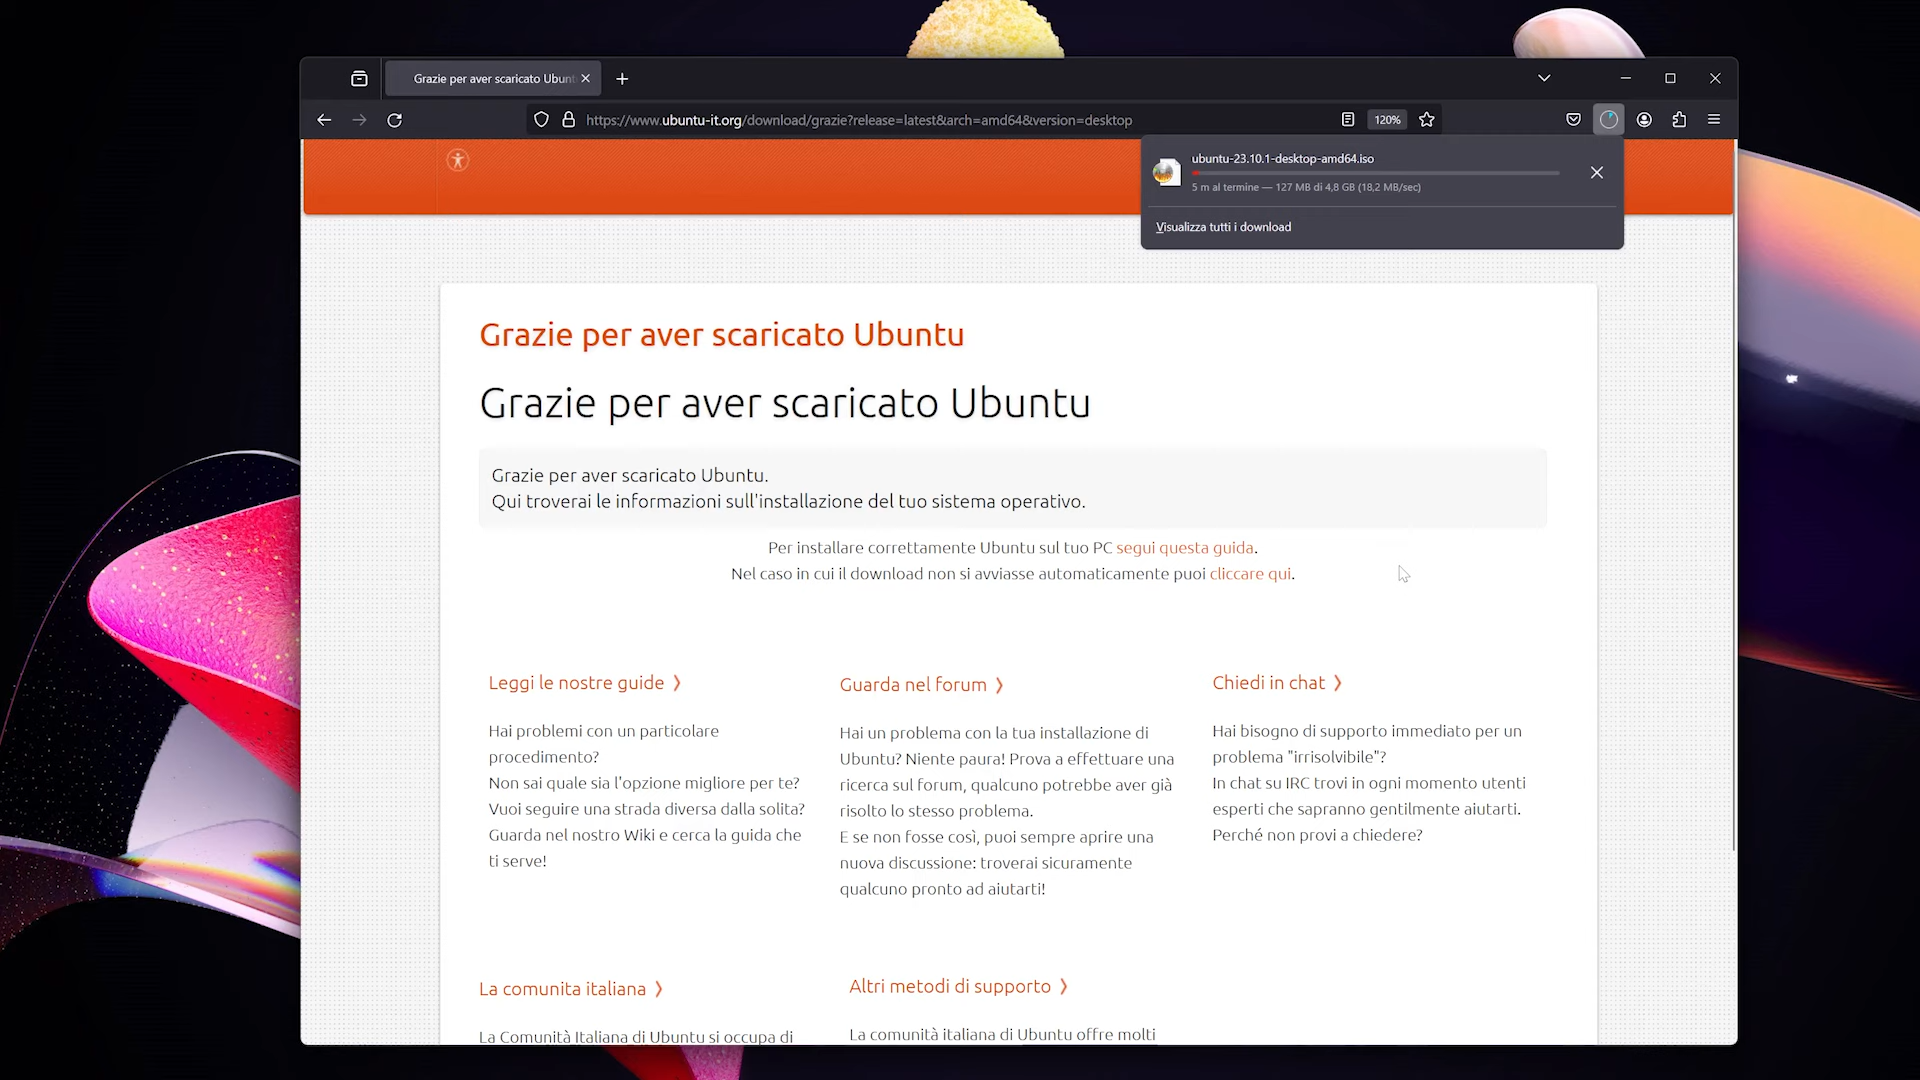 Grazie per aver scaricato Ubunt
https://www.ubuntu-it.org/download/grazie?release=latest&arch=amd64&version=desktop
120%
ubuntu-23.10.1-desktop-amd64.iso
5 m al termine — 127 MB di 4,8 GB (18,2 MB/sec)
Visualizza tutti i download
Grazie per aver scaricato Ubuntu
Grazie per aver scaricato Ubuntu
Grazie per aver scaricato Ubuntu.
Qui troverai le informazioni sull'installazione del tuo sistema operativo.
Per installare correttamente Ubuntu sul tuo PC segui questa guida.
Nel caso in cui il download non si avviasse automaticamente puoi cliccare qui.
Leggi le nostre guide ❭
Hai problemi con un particolare
procedimento?
Non sai quale sia l'opzione migliore per te?
Vuoi seguire una strada diversa dalla solita?
Guarda nel nostro Wiki e cerca la guida che
ti serve!
Guarda nel forum ❭
Hai un problema con la tua installazione di
Ubuntu? Niente paura! Prova a effettuare una
ricerca sul forum, qualcuno potrebbe aver già
risolto lo stesso problema.
E se non fosse così, puoi sempre aprire una
nuova discussione: troverai sicuramente
qualcuno pronto ad aiutarti!
Chiedi in chat ❭
Hai bisogno di supporto immediato per un
problema "irrisolvibile"?
In chat su IRC trovi in ogni momento utenti
esperti che sapranno gentilmente aiutarti.
Perché non provi a chiedere?
La comunita italiana ❭
La Comunità Italiana di Ubuntu si occupa di
Altri metodi di supporto ❭
La comunità italiana di Ubuntu offre molti